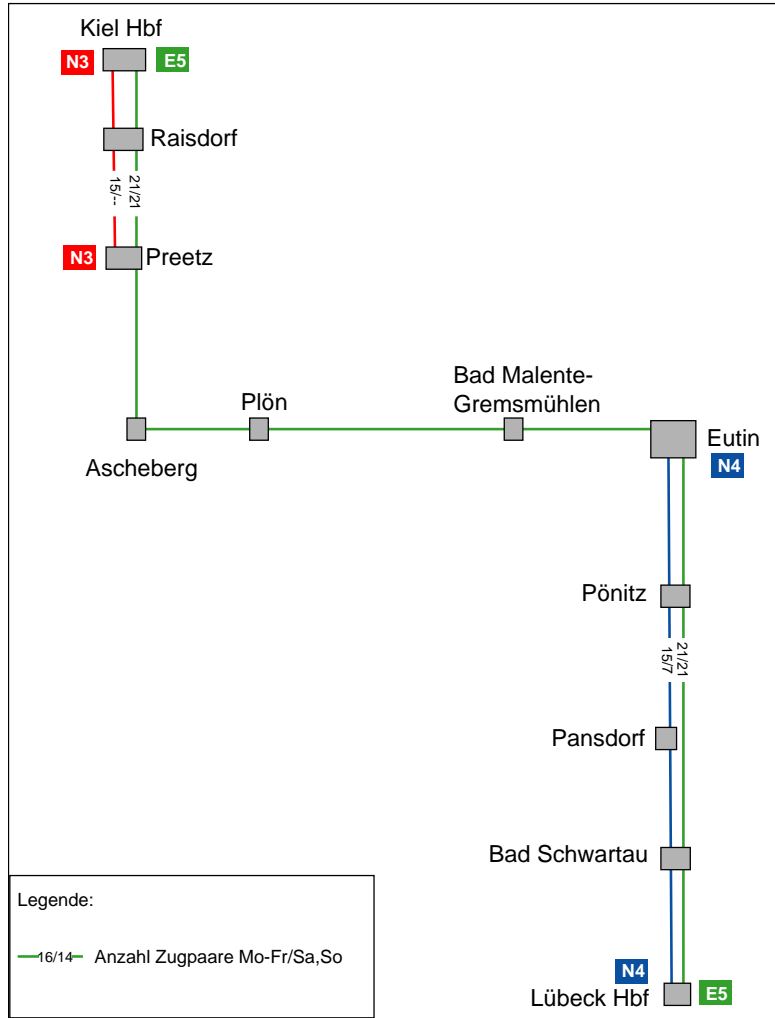 Kiel Hbf
N3
E5
Raisdorf
15/--
21/21
N3
Preetz
Bad Malente-
Gremsmühlen
Plön
Ascheberg
Eutin
N4
Pönitz
21/21
15/7
Pansdorf
Bad Schwartau
Legende:
16/14 Anzahl Zugpaare Mo-Fr/Sa,So
N4
Lübeck Hbf
E5